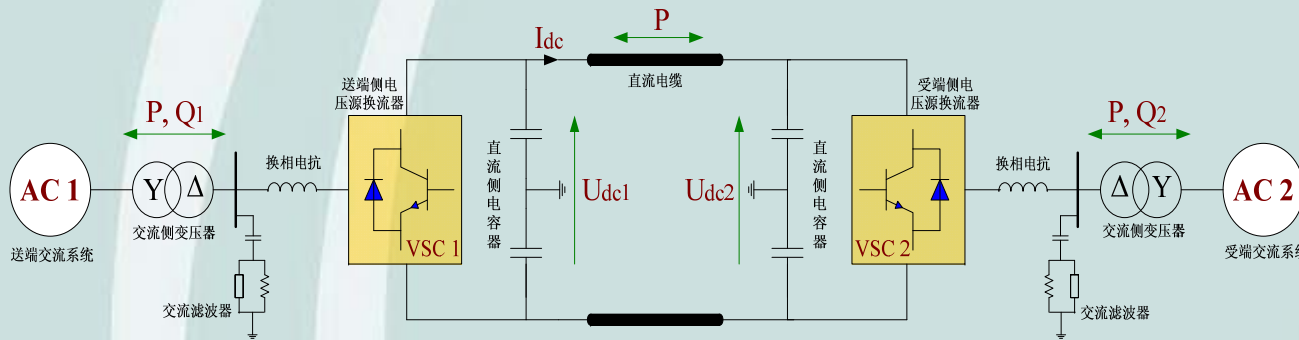 P
Idc
直流电缆
送端侧电
压源换流器
受端侧电
压源换流器
P, Q1
P, Q2
换相电抗
换相电抗
AC 1
Y Δ
直流侧电容器
Udc1
Udc2
直流侧电容器
Δ Y
AC 2
VSC 1
VSC 2
交流侧变压器
交流侧变压器
送端交流系统
受端交流系统
交流滤波器
交流滤波器